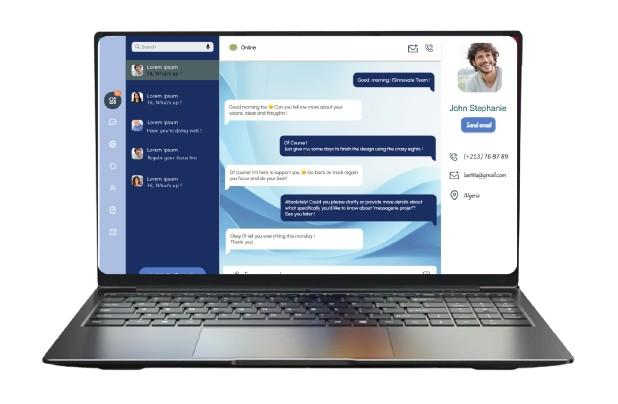 Search
Online
Lorem ipsum
Hi, What's up !
Lorem ipsum
Hi, What's up !
Lorem ipsum
Hope you're doing well !
Lorem ipsum
Regain your focus bro
Lorem ipsum
Hi, What's up !
Good morning ! ISInnovate Team !
Good morning too 😊 Can you tell me more about your
visions, ideas and thoughts !
Of Course !
Just give me some days to finish the design using the crazy eights !
Of course! I'm here to support you 😊 Go back on track regain
you focus and do your best!
Absolutely! Could you please clarify or provide more details about
what specifically you'd like to know about "messagerie projet"?
See you later !
Okey I'll tell you everything this monday !
Thank you!
John Stephanie
Send email
(+213) 76 87 89
Algeria